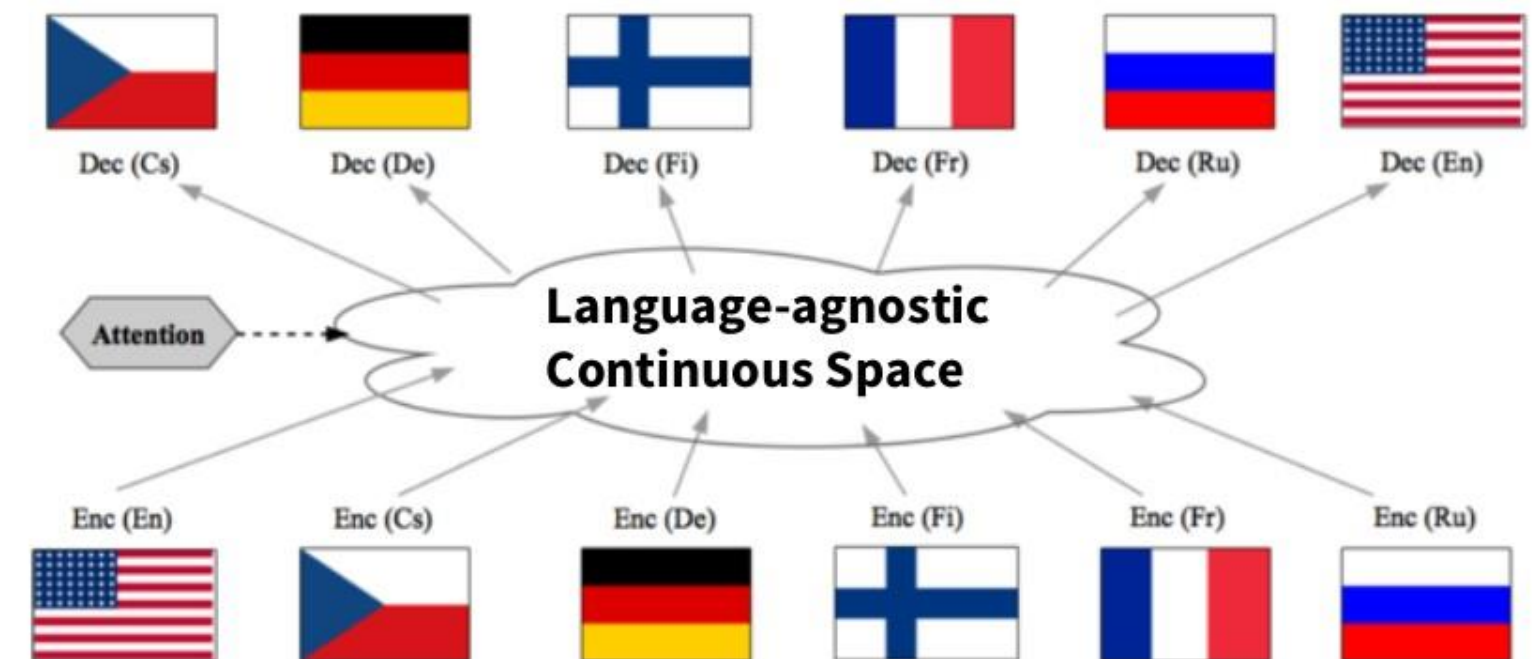 Dec (Cs)
Dec (De)
Dec (Fi)
Dec (Fr)
Dec (Ru)
Dec (En)
Language-agnostic
Continuous Space
Attention
Enc (En)
Enc (Cs)
Enc (De)
Enc (Fi)
Enc (Fr)
Enc (Ru)